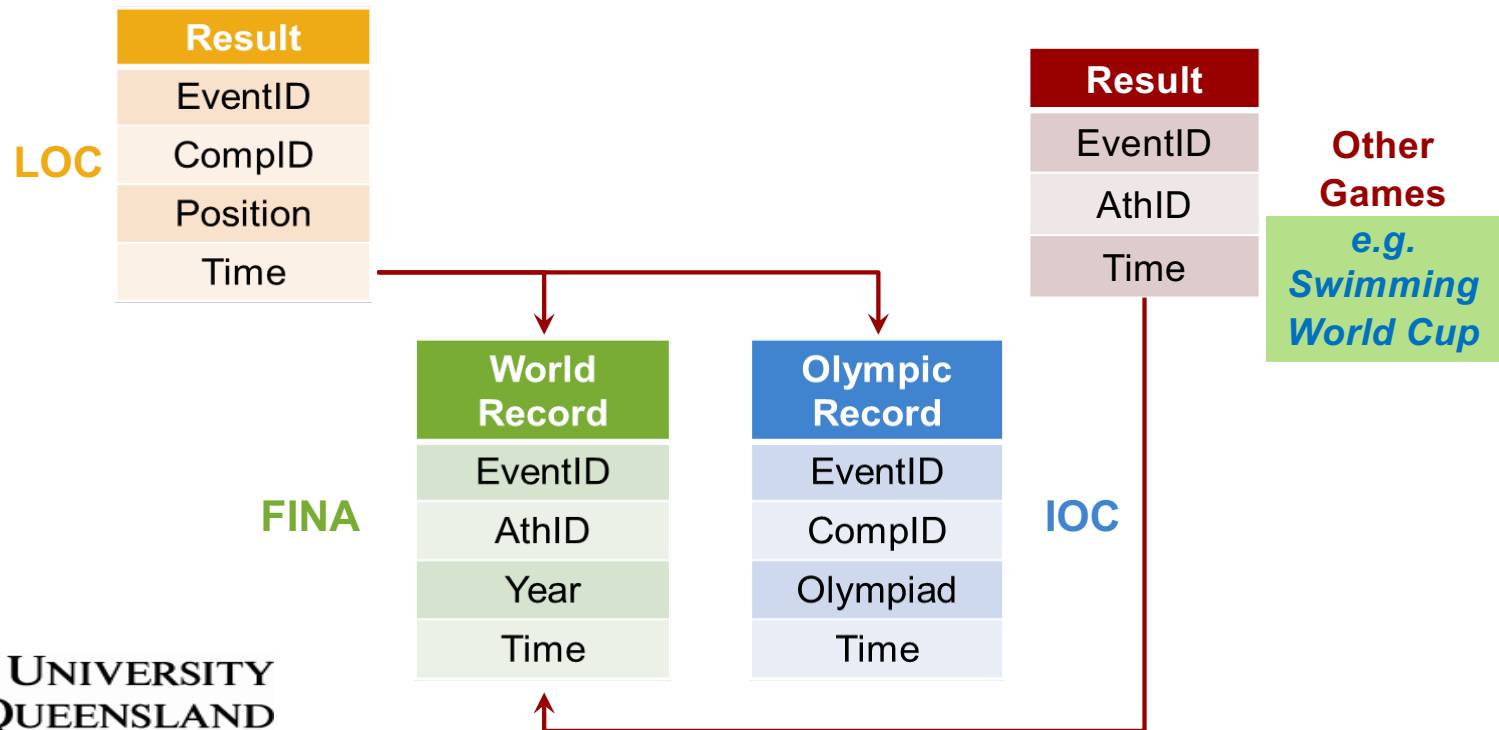 LOC
Result
EventID
CompID
Position
Time
Result
EventID
AthID
Time
Other
Games
e.g.
Swimming
World Cup
FINA
World
Record
EventID
AthID
Year
Time
Olympic
Record
EventID
CompID
Olympiad
Time
IOC
UNIVERSITY
QUEENSLAND